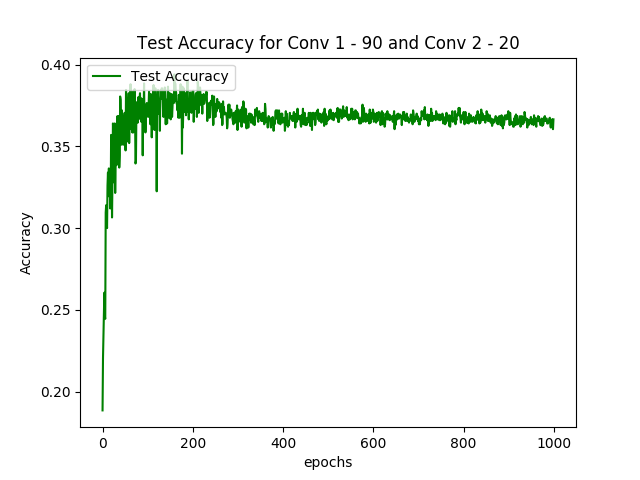 Test Accuracy for Conv 1 - 90 and Conv 2 - 20
Test Accuracy
0.40
0.35
0.30
0.25
0.20
Accuracy
0 200 400 600 800 1000
epochs